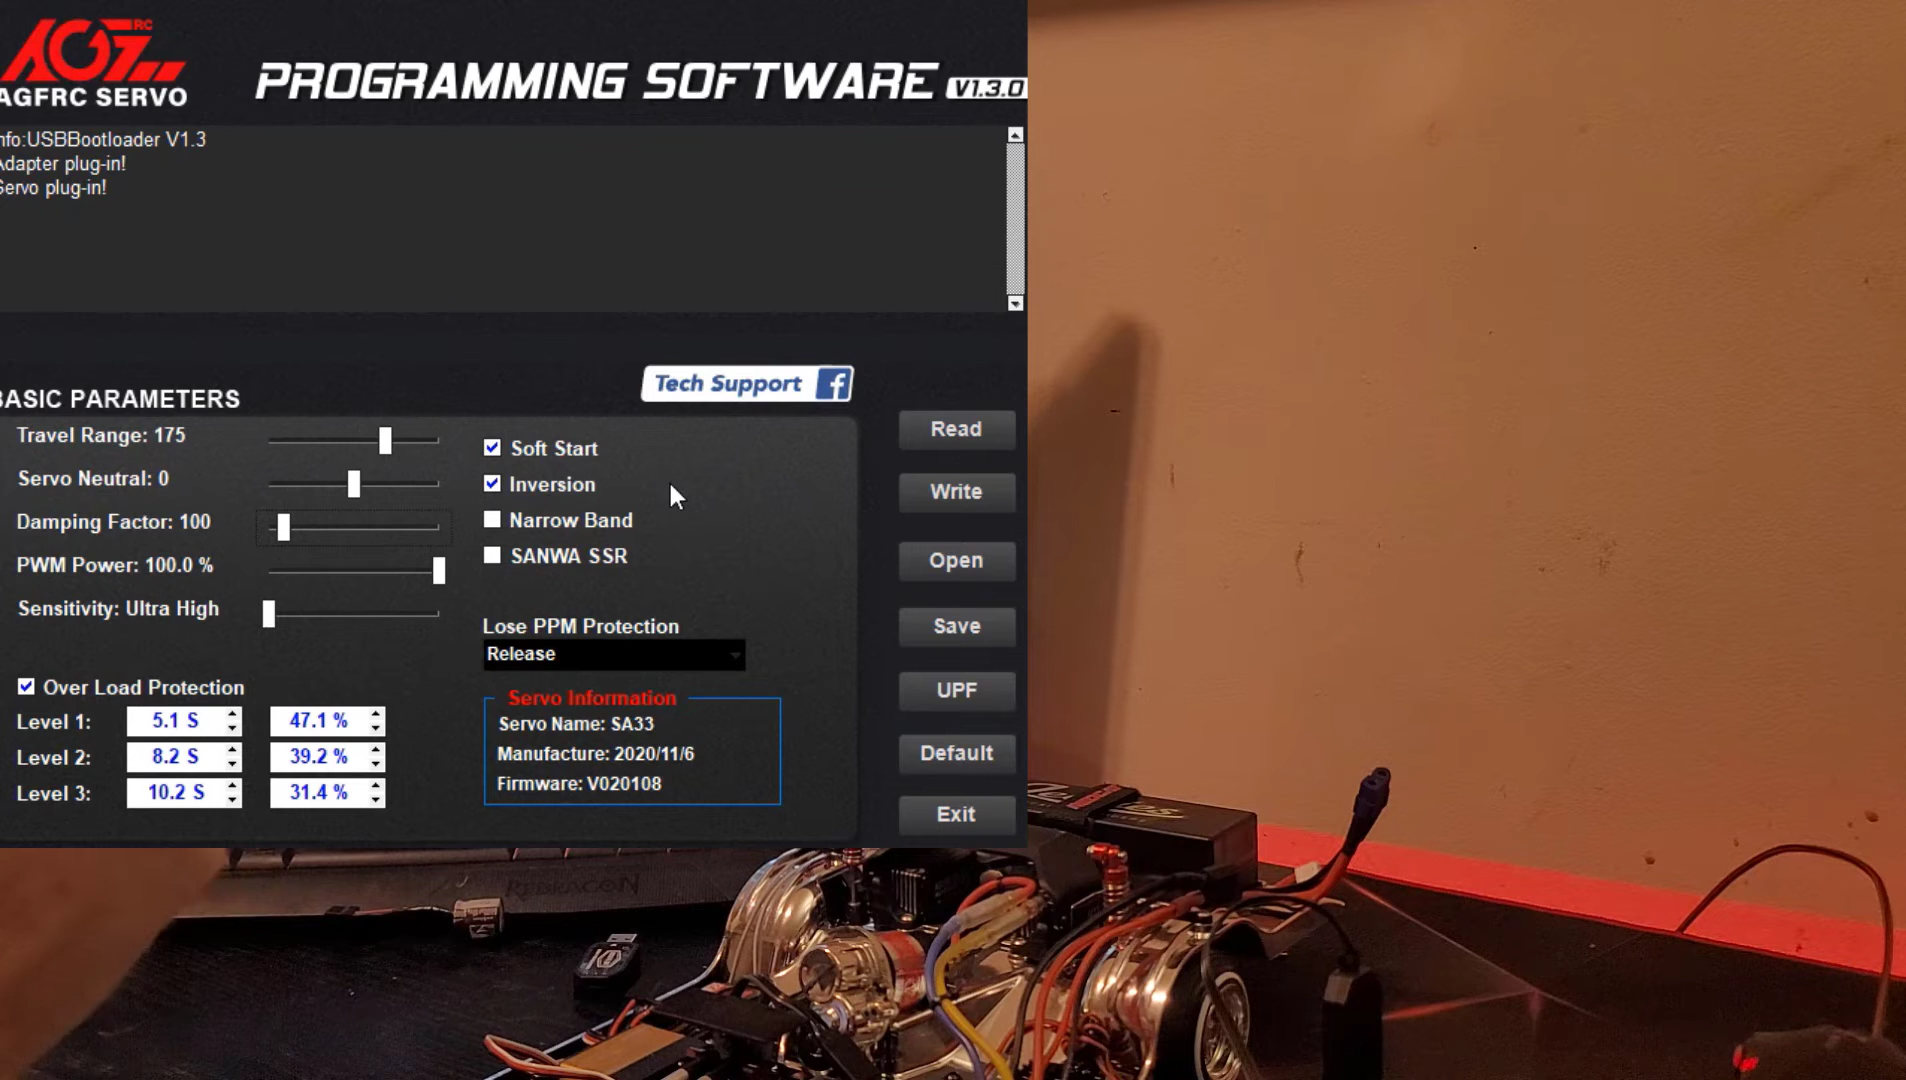 RC
AGFRC SERVO
PROGRAMMING SOFTWARE V1.3.0
nfo:USBBootloader V1.3
Adapter plug-in!
Servo plug-in!
Tech Support f
BASIC PARAMETERS
Travel Range: 175
Servo Neutral: 0
Damping Factor: 100
PWM Power: 100.0 %
Sensitivity: Ultra High
Soft Start
Inversion
Narrow Band
SANWA SSR
Lose PPM Protection
Release
Over Load Protection
Level 1: 5.1 S 47.1 %
Level 2: 8.2 S 39.2 %
Level 3: 10.2 S 31.4 %
Servo Information
Servo Name: SA33
Manufacture: 2020/11/6
Firmware: V020108
Read
Write
Open
Save
UPF
Default
Exit
REDRAGON